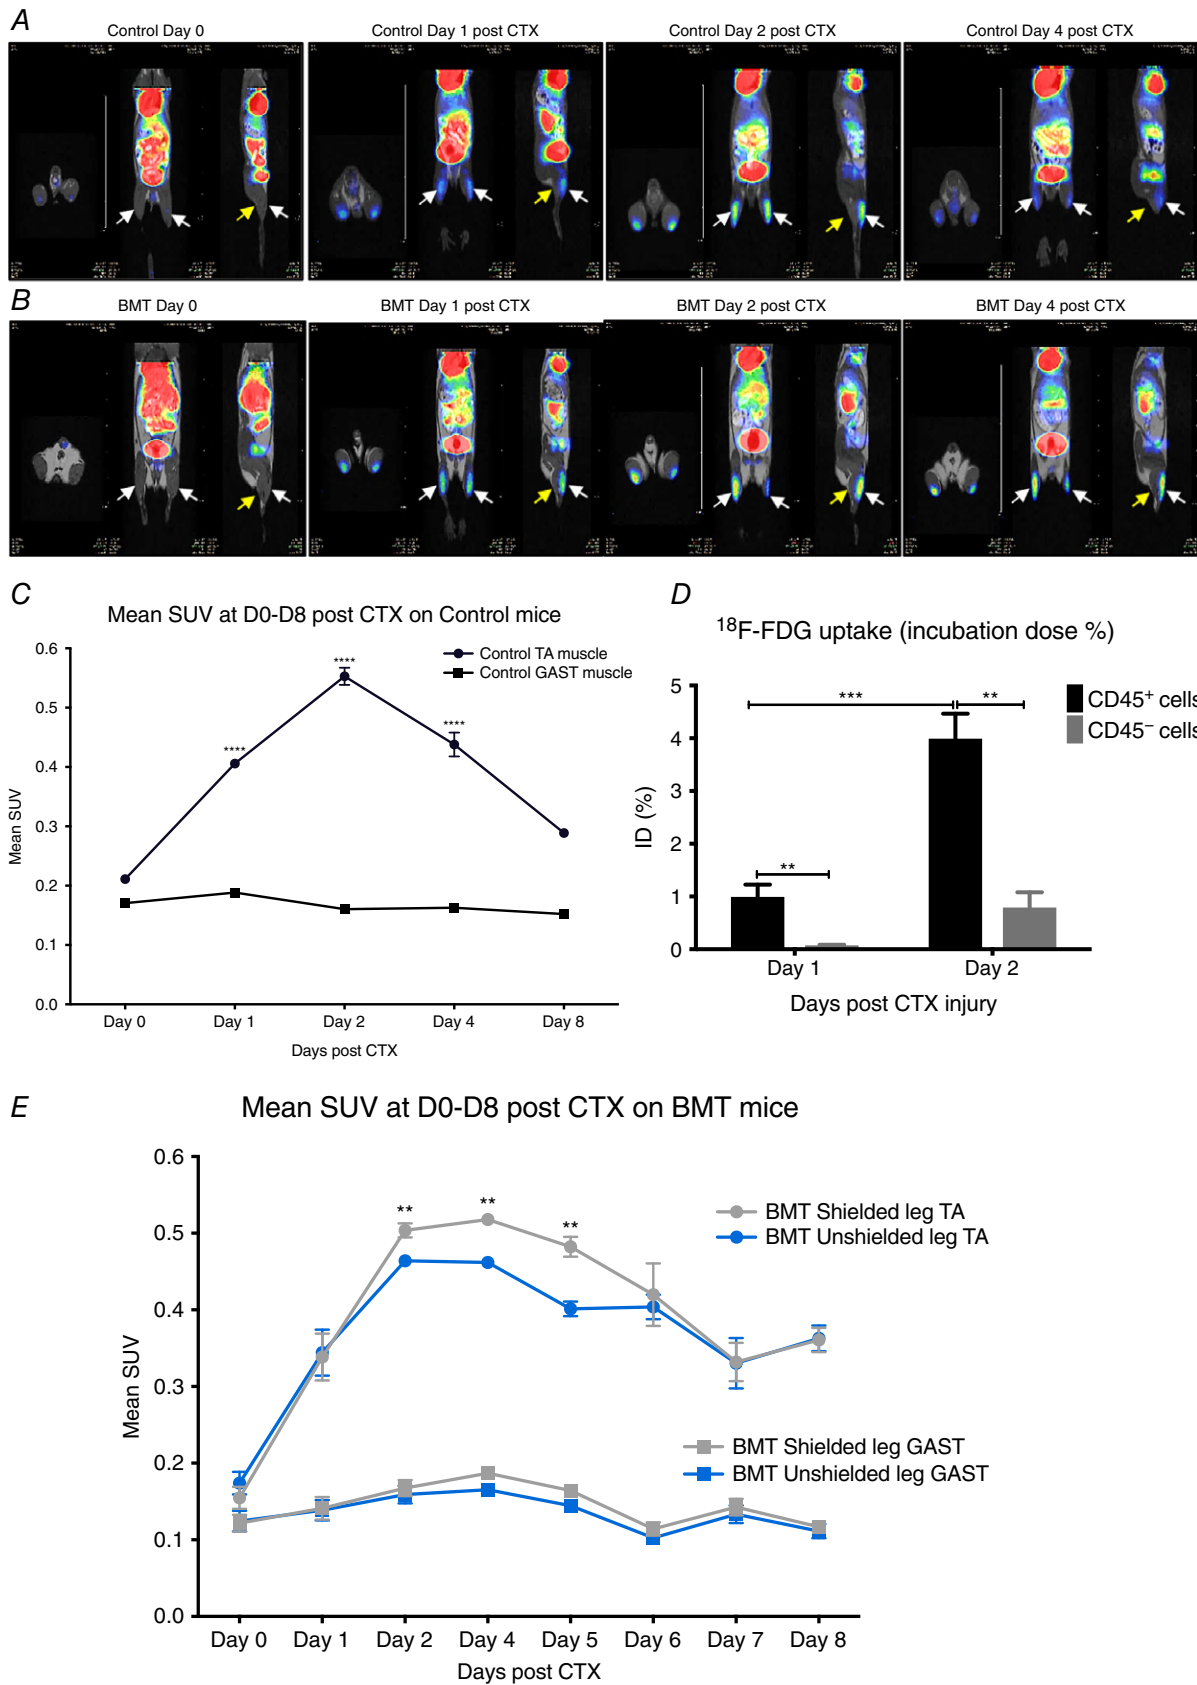 A
Control Day 0
Control Day 1 post CTX
Control Day 2 post CTX
Control Day 4 post CTX
B
BMT Day 0
BMT Day 1 post CTX
BMT Day 2 post CTX
BMT Day 4 post CTX
C
Mean SUV at D0-D8 post CTX on Control mice
Control TA muscle
Control GAST muscle
0.6
0.5
0.4
0.3
0.2
0.1
0.0
Mean SUV
****
****
****
Day 0
Day 1
Day 2
Day 4
Day 8
Days post CTX
D
¹⁸F-FDG uptake (incubation dose %)
CD45⁺ cells
CD45⁻ cells
5
4
3
2
1
0
ID (%)
***
**
**
Day 1
Day 2
Days post CTX injury
E
Mean SUV at D0-D8 post CTX on BMT mice
BMT Shielded leg TA
BMT Unshielded leg TA
BMT Shielded leg GAST
BMT Unshielded leg GAST
0.6
0.5
0.4
0.3
0.2
0.1
0.0
Mean SUV
**
**
**
Day 0
Day 1
Day 2
Day 4
Day 5
Day 6
Day 7
Day 8
Days post CTX